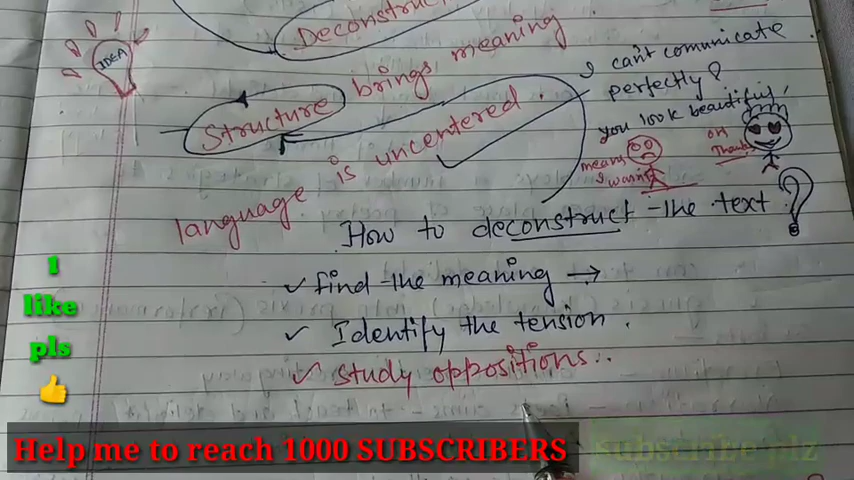 Deconstruct
IDEA
Structure brings meaning
I can't communicate
perfectly?
language is uncentered.
you look beautiful!
means
I wasn't
oh
Thanks
How to deconstruct the text ?
✓ find the meaning →
✓ Identify the tension.
✓ study oppositions..
1
like
pls
👍
Help me to reach 1000 SUBSCRIBERS
subscribe plz